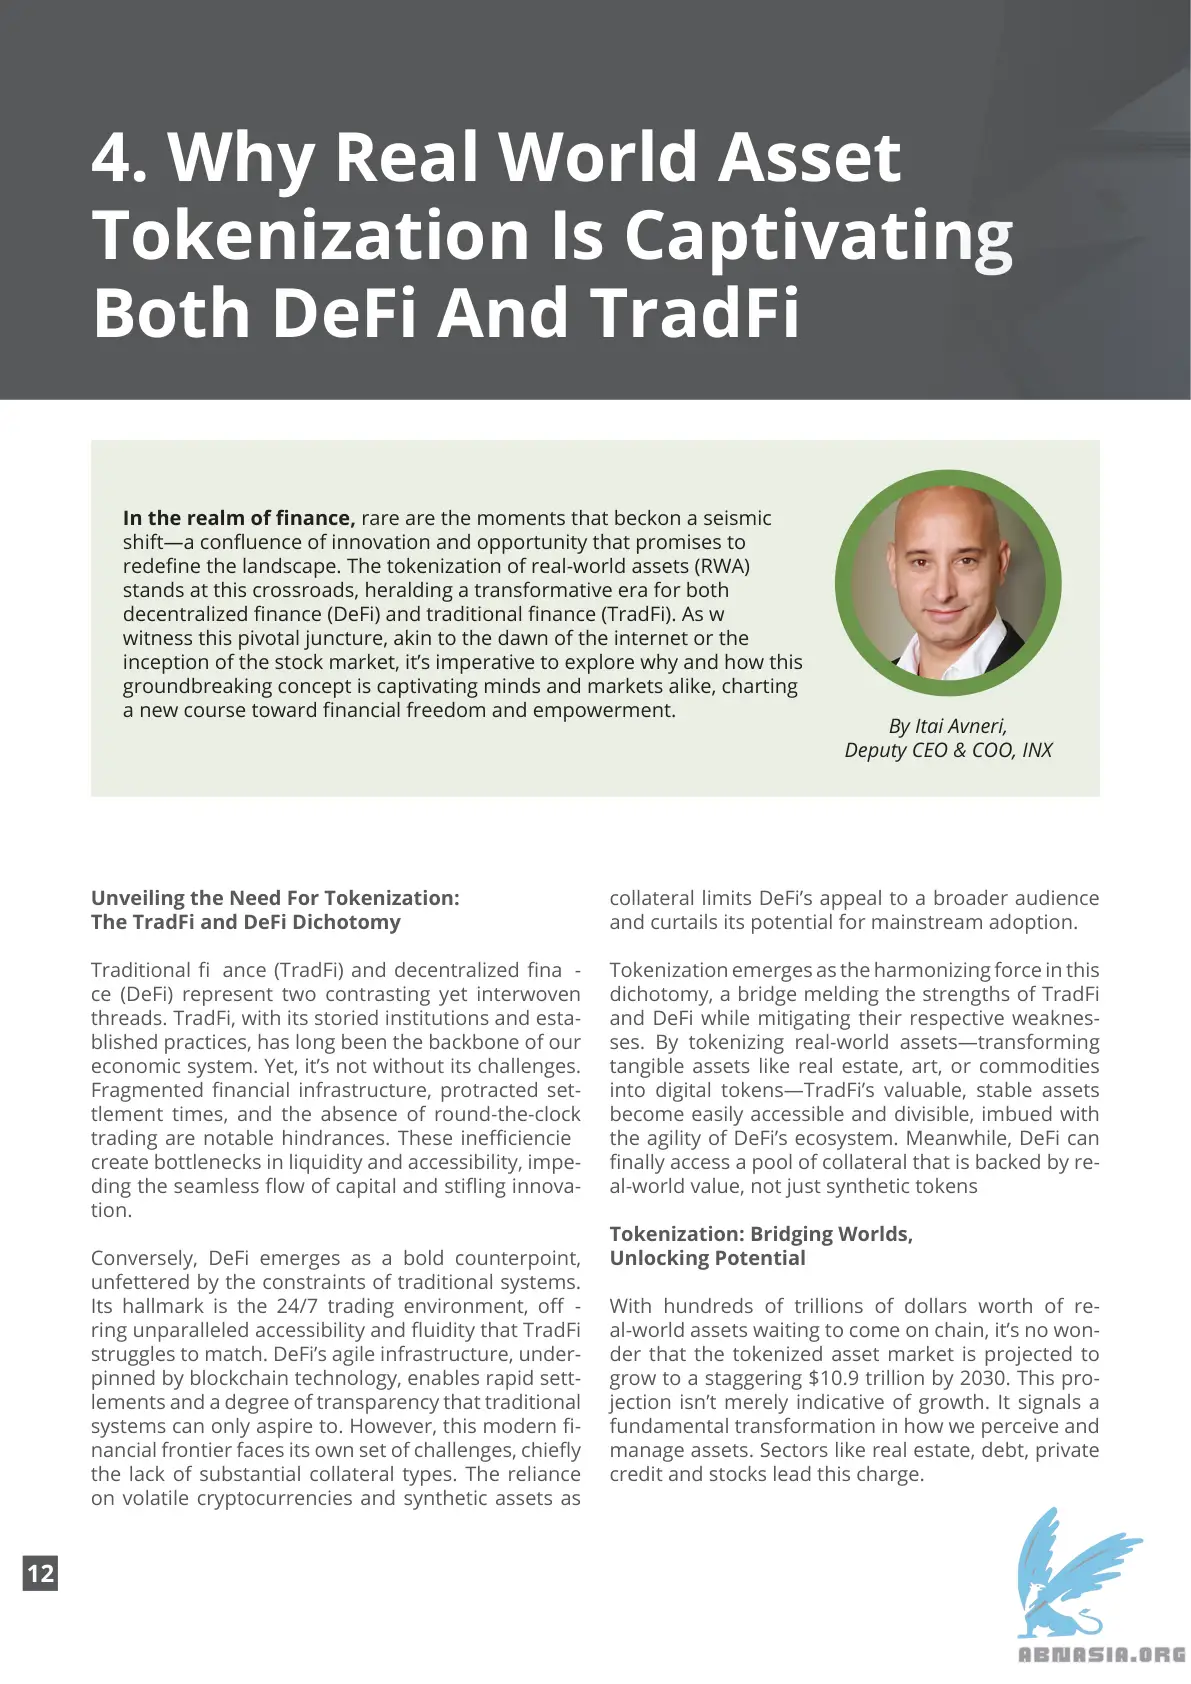 4. Why Real World Asset
Tokenization Is Captivating
Both DeFi And TradFi
In the realm of finance, rare are the moments that beckon a seismic
shift—a confluence of innovation and opportunity that promises to
redefine the landscape. The tokenization of real-world assets (RWA)
stands at this crossroads, heralding a transformative era for both
decentralized finance (DeFi) and traditional finance (TradFi). As w
witness this pivotal juncture, akin to the dawn of the internet or the
inception of the stock market, it’s imperative to explore why and how this
groundbreaking concept is captivating minds and markets alike, charting
a new course toward financial freedom and empowerment.
By Itai Avneri,
Deputy CEO & COO, INX
Unveiling the Need For Tokenization:
The TradFi and DeFi Dichotomy
Traditional fi ance (TradFi) and decentralized fina -
ce (DeFi) represent two contrasting yet interwoven
threads. TradFi, with its storied institutions and esta-
blished practices, has long been the backbone of our
economic system. Yet, it’s not without its challenges.
Fragmented financial infrastructure, protracted set-
tlement times, and the absence of round-the-clock
trading are notable hindrances. These inefficiencie
create bottlenecks in liquidity and accessibility, impe-
ding the seamless flow of capital and stifling innova-
tion.
Conversely, DeFi emerges as a bold counterpoint,
unfettered by the constraints of traditional systems.
Its hallmark is the 24/7 trading environment, off -
ring unparalleled accessibility and fluidity that TradFi
struggles to match. DeFi’s agile infrastructure, under-
pinned by blockchain technology, enables rapid sett-
lements and a degree of transparency that traditional
systems can only aspire to. However, this modern fi-
nancial frontier faces its own set of challenges, chiefly
the lack of substantial collateral types. The reliance
on volatile cryptocurrencies and synthetic assets as
collateral limits DeFi’s appeal to a broader audience
and curtails its potential for mainstream adoption.
Tokenization emerges as the harmonizing force in this
dichotomy, a bridge melding the strengths of TradFi
and DeFi while mitigating their respective weaknes-
ses. By tokenizing real-world assets—transforming
tangible assets like real estate, art, or commodities
into digital tokens—TradFi’s valuable, stable assets
become easily accessible and divisible, imbued with
the agility of DeFi’s ecosystem. Meanwhile, DeFi can
finally access a pool of collateral that is backed by re-
al-world value, not just synthetic tokens
Tokenization: Bridging Worlds,
Unlocking Potential
With hundreds of trillions of dollars worth of re-
al-world assets waiting to come on chain, it’s no won-
der that the tokenized asset market is projected to
grow to a staggering $10.9 trillion by 2030. This pro-
jection isn’t merely indicative of growth. It signals a
fundamental transformation in how we perceive and
manage assets. Sectors like real estate, debt, private
credit and stocks lead this charge.
12
ABNASIA.ORG